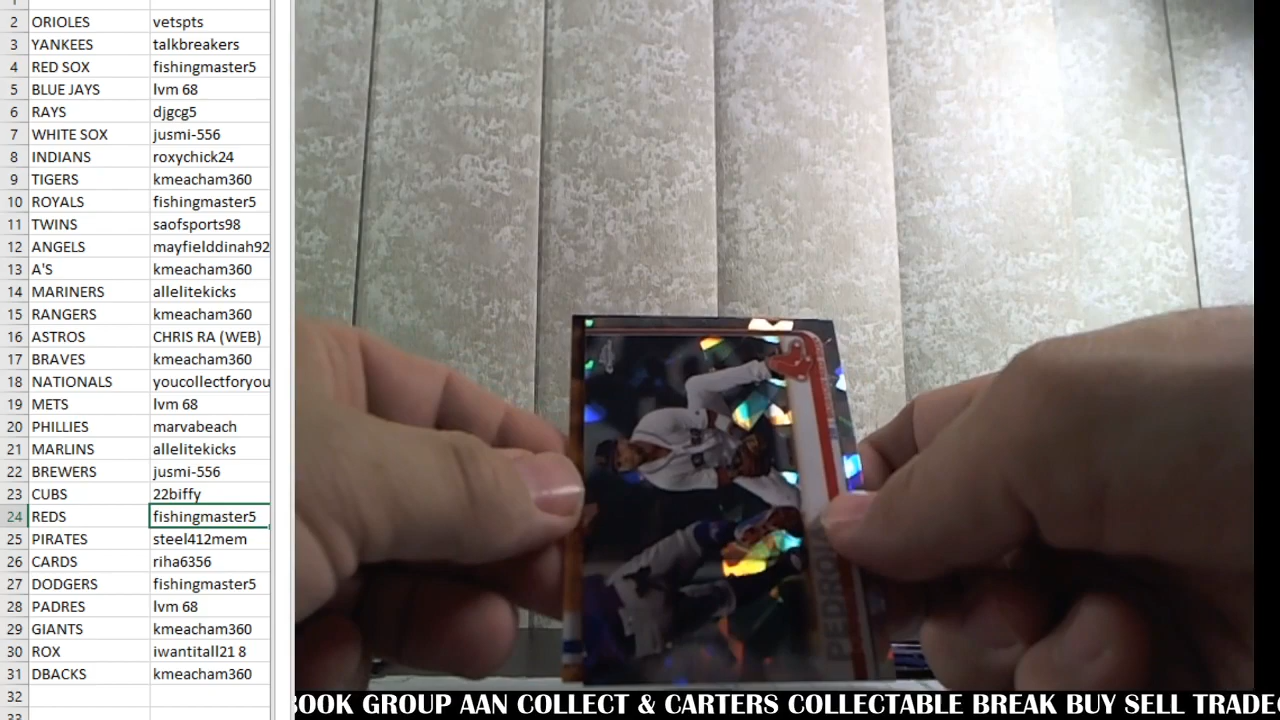 2 ORIOLES vetspts
3 YANKEES talkbreakers
4 RED SOX fishingmaster5
5 BLUE JAYS lvm 68
6 RAYS djgcg5
7 WHITE SOX jusmi-556
8 INDIANS roxychick24
9 TIGERS kmeacham360
10 ROYALS fishingmaster5
11 TWINS saofsports98
12 ANGELS mayfielddinah92
13 A'S kmeacham360
14 MARINERS allelitekicks
15 RANGERS kmeacham360
16 ASTROS CHRIS RA (WEB)
17 BRAVES kmeacham360
18 NATIONALS youcollectforyou
19 METS lvm 68
20 PHILLIES marvabeach
21 MARLINS allelitekicks
22 BREWERS jusmi-556
23 CUBS 22biffy
24 REDS fishingmaster5
25 PIRATES steel412mem
26 CARDS riha6356
27 DODGERS fishingmaster5
28 PADRES lvm 68
29 GIANTS kmeacham360
30 ROX iwantitall21 8
31 DBACKS kmeacham360
32
33
PEDRO
OOK GROUP AAN COLLECT & CARTERS COLLECTABLE BREAK BUY SELL TRADE